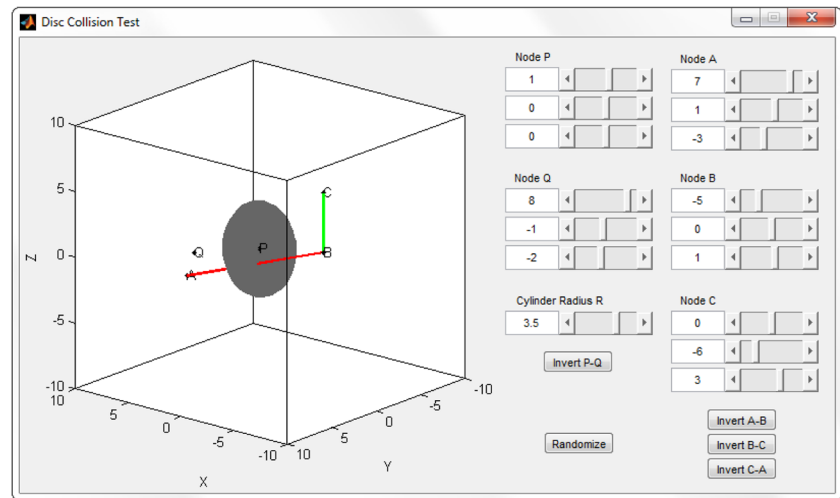 Disc Collision Test
Node P
1
0
0
Node A
7
1
-3
Node Q
8
-1
-2
Node B
-5
0
1
Cylinder Radius R
3.5
Invert P-Q
Node C
0
-6
3
Randomize
Invert A-B
Invert B-C
Invert C-A
10
5
0
-5
-10
Z
10
5
0
-5
-10
X
10
5
0
-5
-10
Y
Q
A
P
B
C